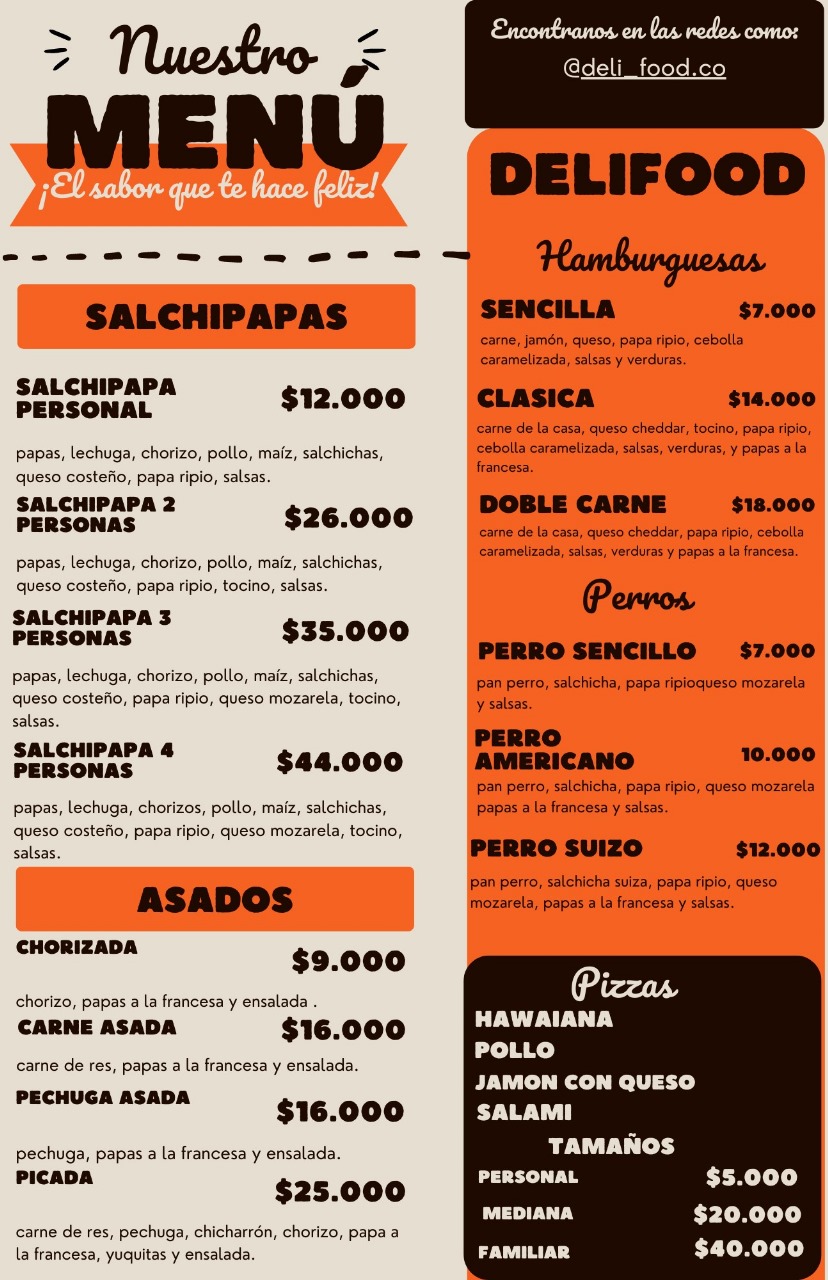 Nuestro
MENÚ
¡El sabor que te hace feliz!
SALCHIPAPAS
SALCHIPAPA
PERSONAL
$12.000
papas, lechuga, chorizo, pollo, maíz, salchichas,
queso costeño, papa ripio, salsas.
SALCHIPAPA 2
PERSONAS
$26.000
papas, lechuga, chorizo, pollo, maíz, salchichas,
queso costeño, papa ripio, tocino, salsas.
SALCHIPAPA 3
PERSONAS
$35.000
papas, lechuga, chorizo, pollo, maíz, salchichas,
queso costeño, papa ripio, queso mozarela, tocino,
salsas.
SALCHIPAPA 4
PERSONAS
$44.000
papas, lechuga, chorizos, pollo, maíz, salchichas,
queso costeño, papa ripio, queso mozarela, tocino,
salsas.
ASADOS
CHORIZADA
$9.000
chorizo, papas a la francesa y ensalada .
CARNE ASADA $16.000
carne de res, papas a la francesa y ensalada.
PECHUGA ASADA
$16.000
pechuga, papas a la francesa y ensalada.
PICADA
$25.000
carne de res, pechuga, chicharrón, chorizo, papa a
la francesa, yuquitas y ensalada.
Encontranos en las redes como:
@deli_food.co
DELIFOOD
Hamburguesas
SENCILLA $7.000
carne, jamón, queso, papa ripio, cebolla
caramelizada, salsas y verduras.
CLASICA $14.000
carne de la casa, queso cheddar, tocino, papa ripio,
cebolla caramelizada, salsas, verduras, y papas a la
francesa.
DOBLE CARNE $18.000
carne de la casa, queso cheddar, papa ripio, cebolla
caramelizada, salsas, verduras y papas a la francesa.
Perros
PERRO SENCILLO $7.000
pan perro, salchicha, papa ripioqueso mozarela
y salsas.
PERRO
AMERICANO 10.000
pan perro, salchicha, papa ripio, queso mozarela
papas a la francesa y salsas.
PERRO SUIZO $12.000
pan perro, salchicha suiza, papa ripio, queso
mozarela, papas a la francesa y salsas.
Pizzas
HAWAIANA
POLLO
JAMON CON QUESO
SALAMI
TAMAÑOS
PERSONAL $5.000
MEDIANA $20.000
FAMILIAR $40.000